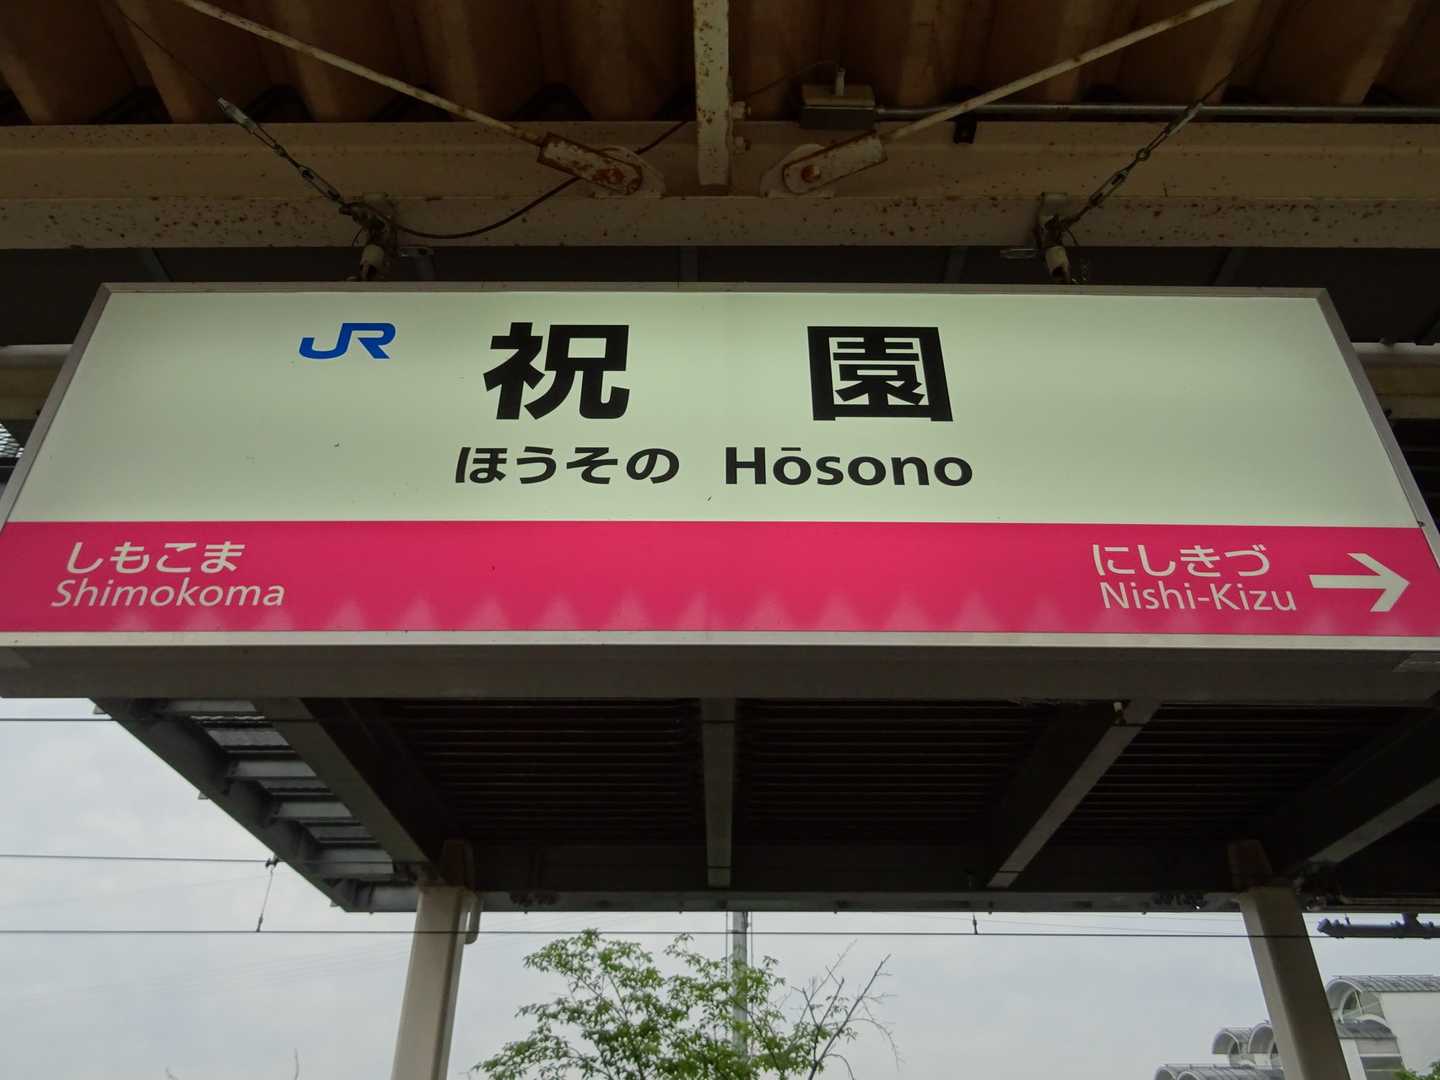 JR 祝園
ほうその Hōsono
しもこま にしきづ
Shimokoma Nishi-Kizu →